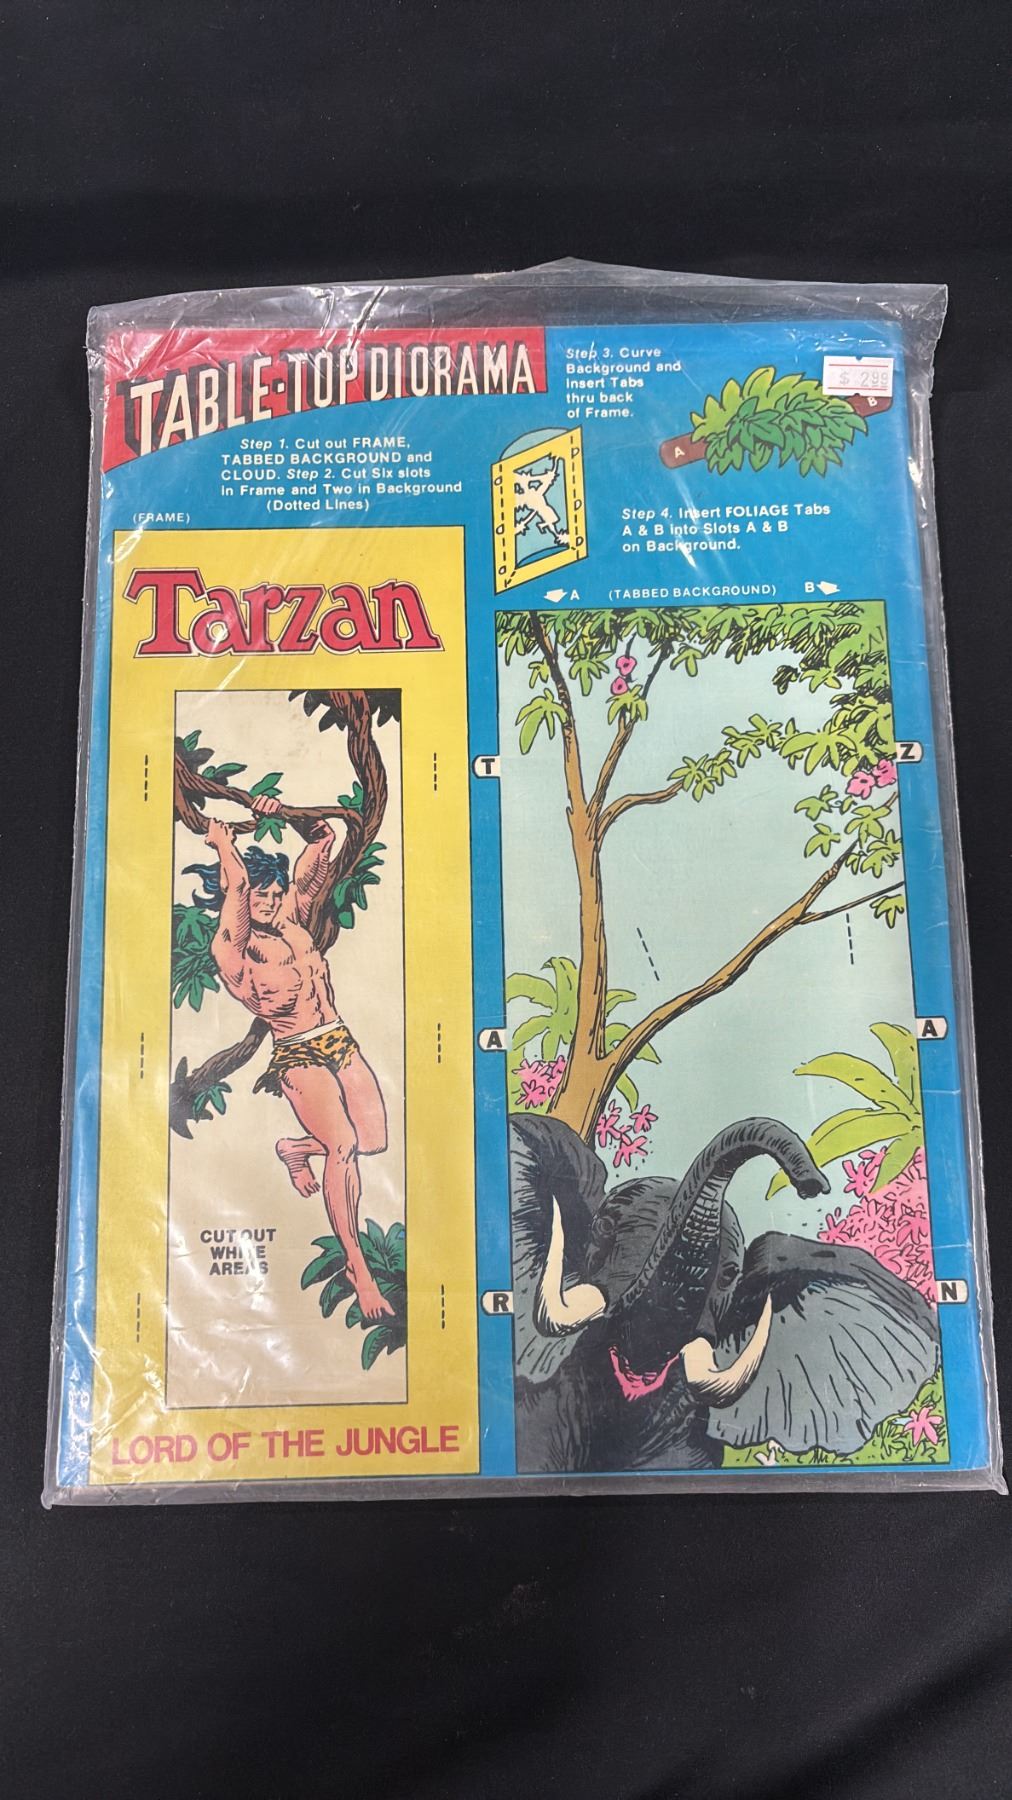 TABLE-TOP DIORAMA
Step 1. Cut out FRAME,
TABBED BACKGROUND and
CLOUD. Step 2. Cut Six slots
in Frame and Two in Background
(Dotted Lines)
(FRAME)
Step 3. Curve
Background and
Insert Tabs
thru back
of Frame.
$ 2.99
A
B
Step 4. Insert FOLIAGE Tabs
A & B into Slots A & B
on Background.
A (TABBED BACKGROUND) B
Tarzan
T
Z
A
A
R
N
CUT OUT
WHITE
AREAS
LORD OF THE JUNGLE